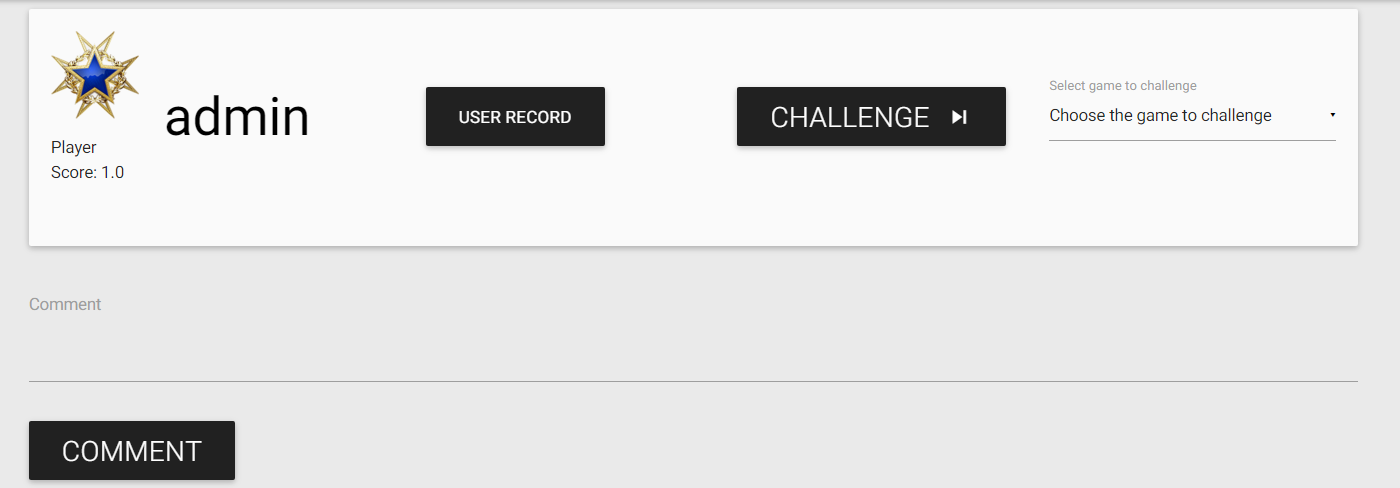 admin
Player
Score: 1.0
USER RECORD
CHALLENGE
Select game to challenge
Choose the game to challenge
Comment
COMMENT